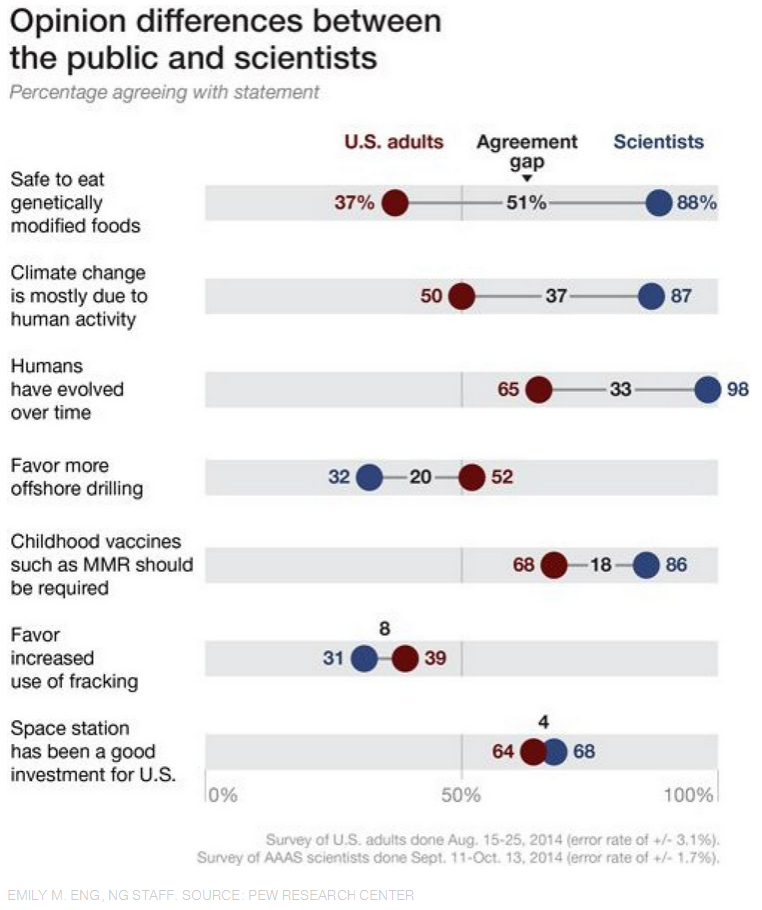 Opinion differences between
the public and scientists
Percentage agreeing with statement
U.S. adults Agreement gap Scientists
Safe to eat
genetically
modified foods
37% 51% 88%
Climate change
is mostly due to
human activity
50 37 87
Humans
have evolved
over time
65 33 98
Favor more
offshore drilling
32 20 52
Childhood vaccines
such as MMR should
be required
68 18 86
Favor
increased
use of fracking
8
31 39
Space station
has been a good
investment for U.S.
4
64 68
0% 50% 100%
Survey of U.S. adults done Aug. 15-25, 2014 (error rate of +/- 3.1%).
Survey of AAAS scientists done Sept. 11-Oct. 13, 2014 (error rate of +/- 1.7%).
EMILY M. ENG, NG STAFF. SOURCE: PEW RESEARCH CENTER